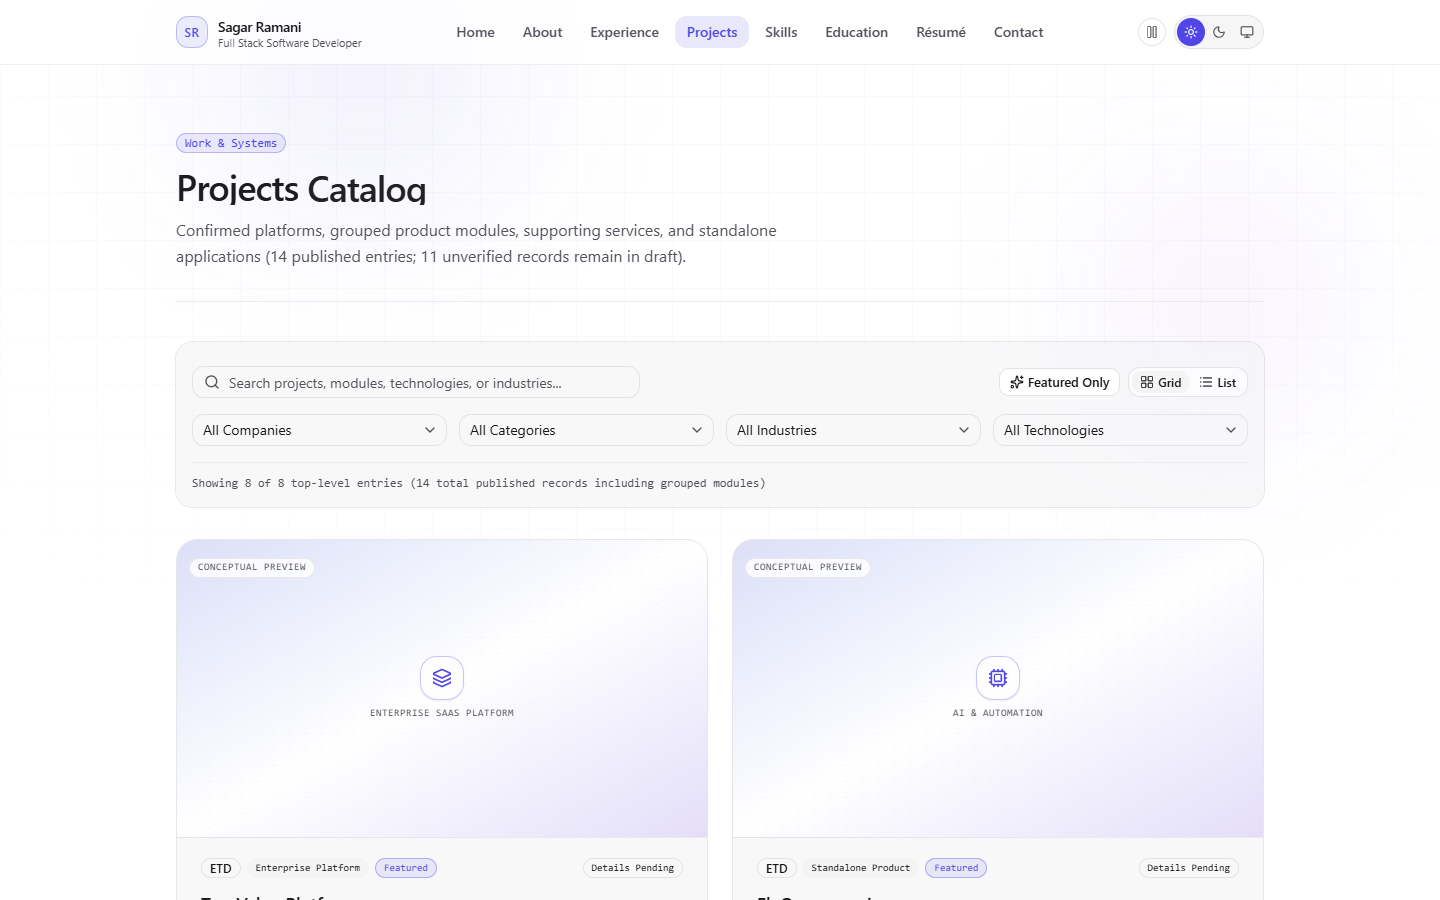 SR
Sagar Ramani
Full Stack Software Developer
Home
About
Experience
Projects
Skills
Education
Résumé
Contact
Work & Systems
Projects Catalog
Confirmed platforms, grouped product modules, supporting services, and standalone
applications (14 published entries; 11 unverified records remain in draft).
Search projects, modules, technologies, or industries...
Featured Only
Grid
List
All Companies
All Categories
All Industries
All Technologies
Showing 8 of 8 top-level entries (14 total published records including grouped modules)
CONCEPTUAL PREVIEW
ENTERPRISE SAAS PLATFORM
ETD
Enterprise Platform
Featured
Details Pending
CONCEPTUAL PREVIEW
AI & AUTOMATION
ETD
Standalone Product
Featured
Details Pending